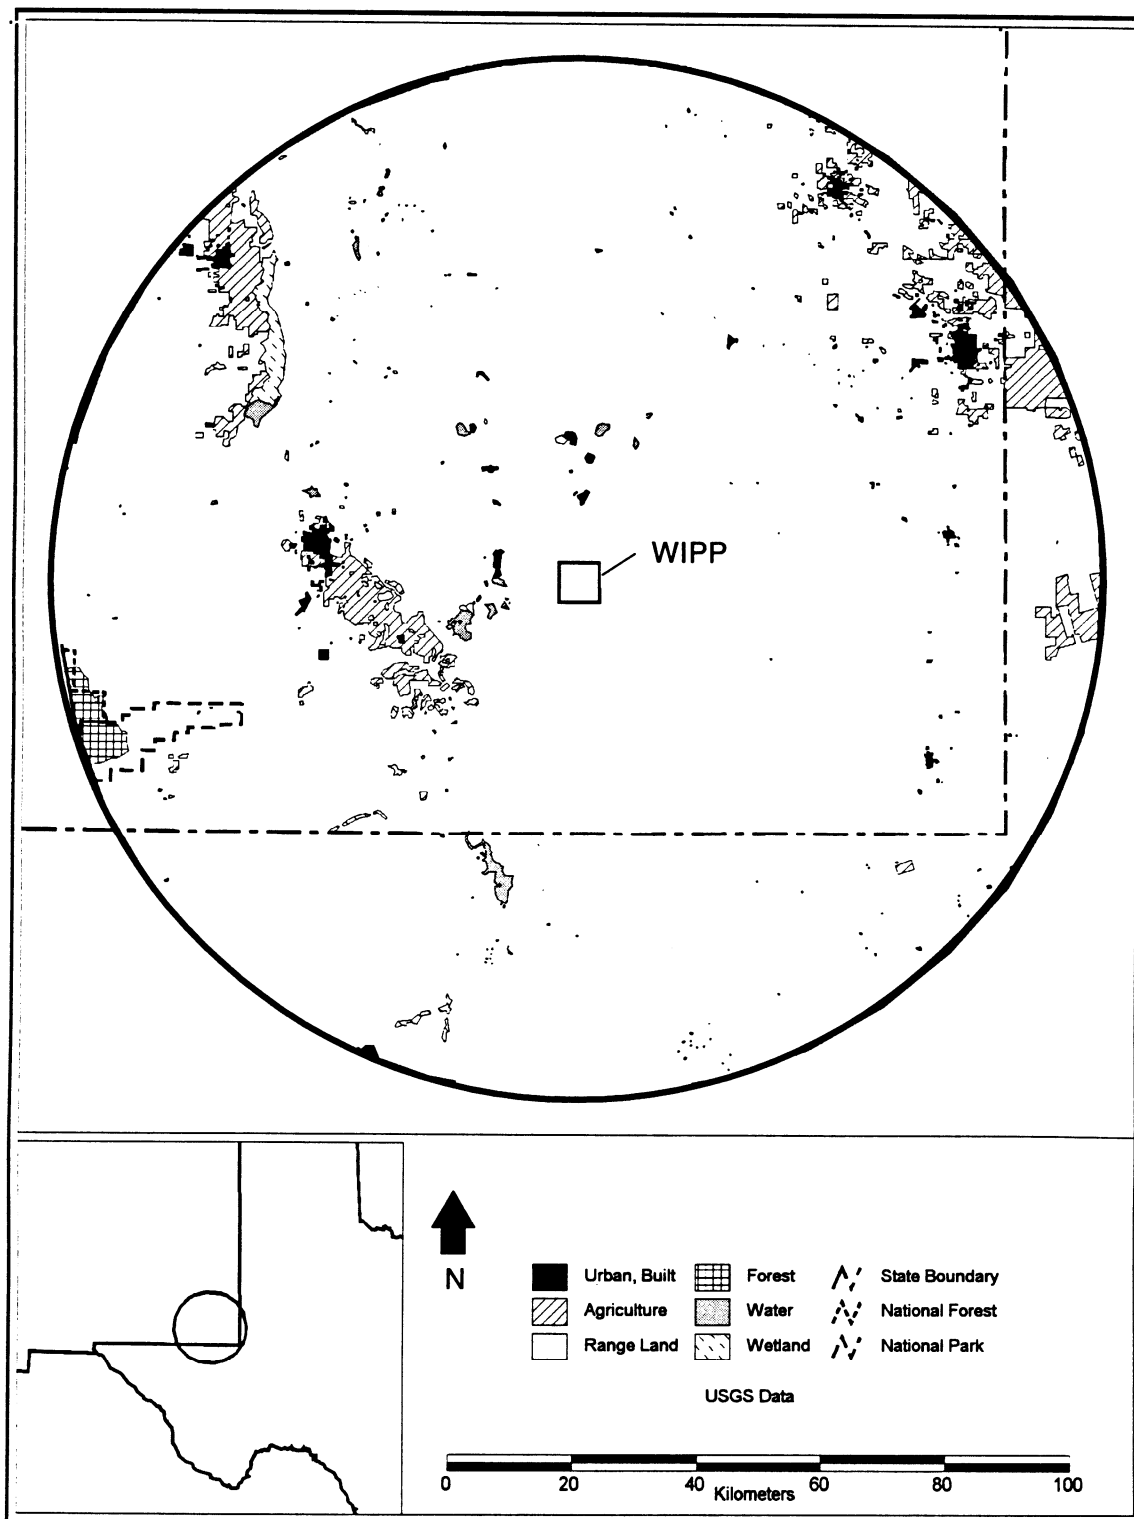 WIPP
N
Urban, Built
Forest
State Boundary
Agriculture
Water
National Forest
Range Land
Wetland
National Park
USGS Data
0 20 40 60 80 100
Kilometers